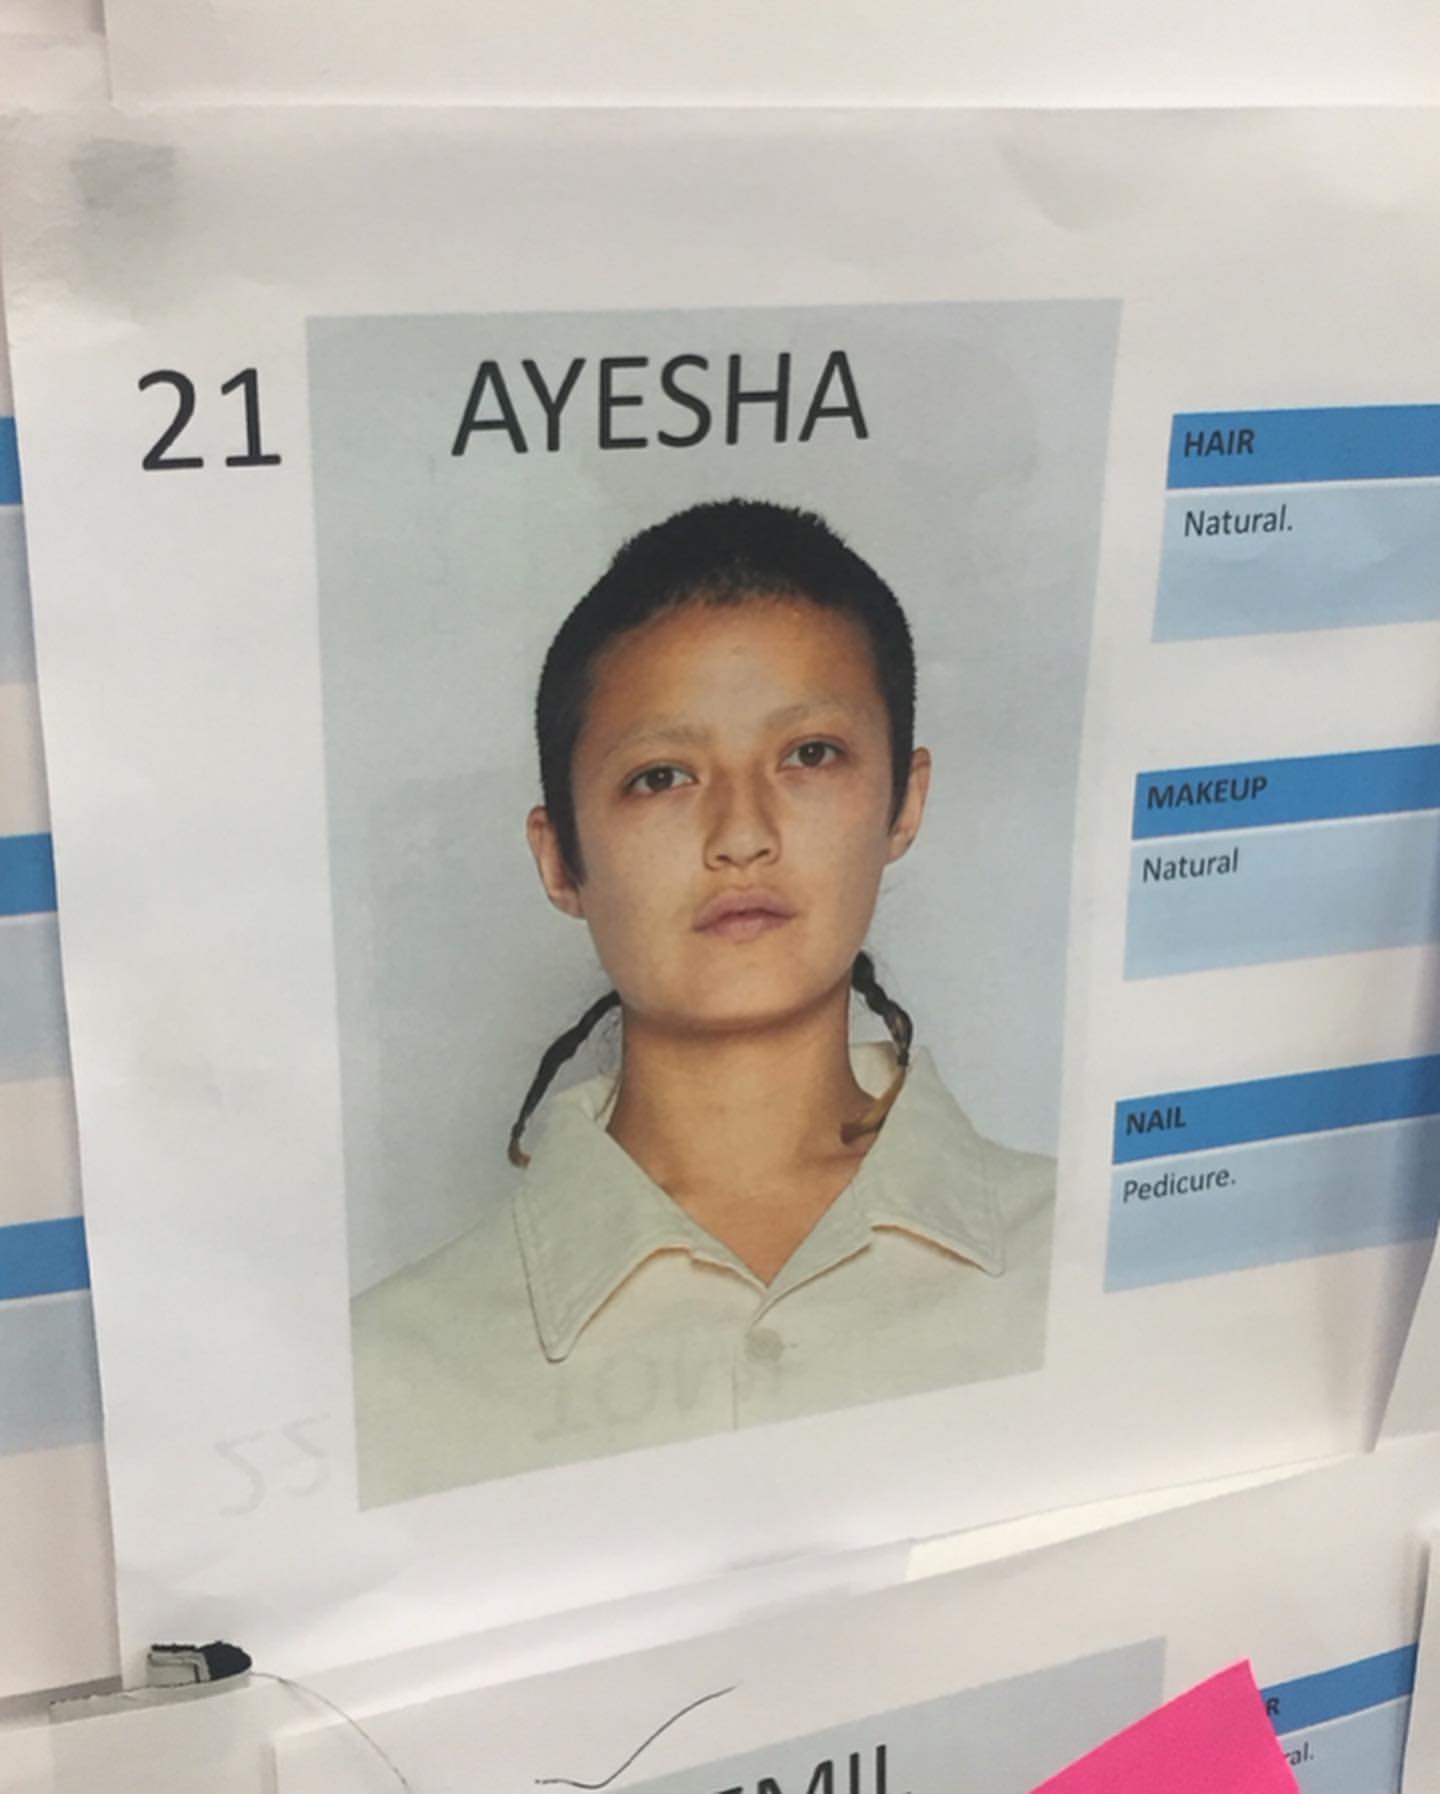 21
AYESHA
HAIR
Natural.
MAKEUP
Natural
NAIL
Pedicure.